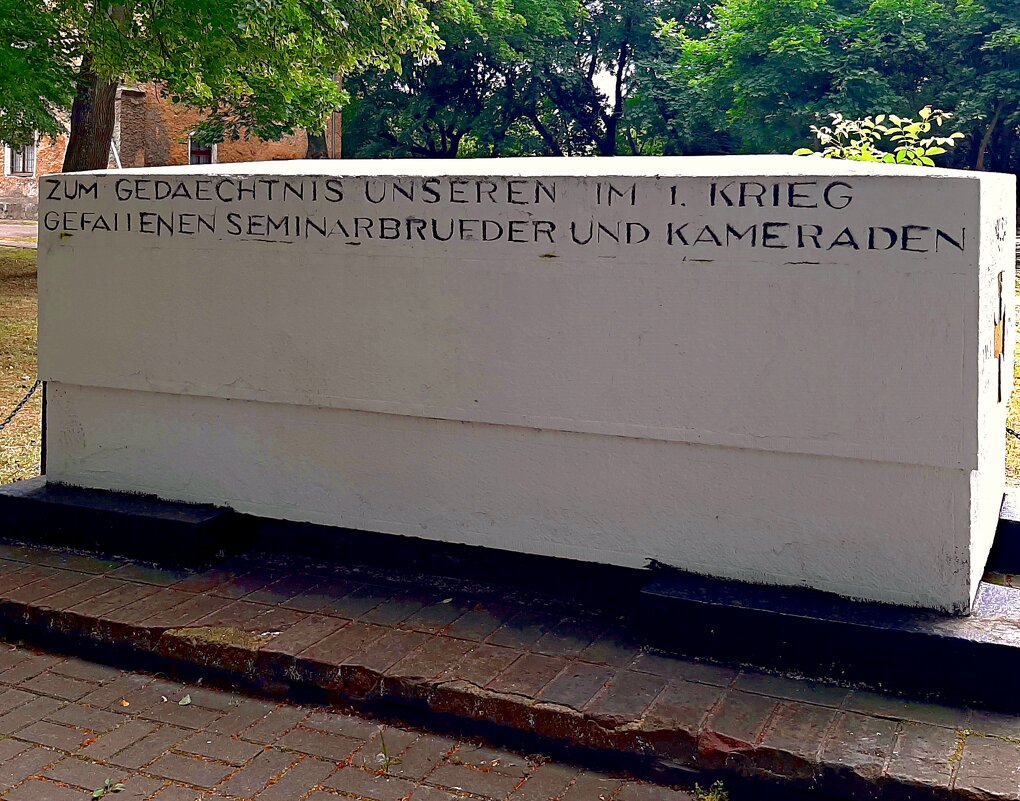 ZUM GEDAECHTNIS UNSEREN IM 1. KRIEG
GEFAllENEN SEMINARBRUEDER UND KAMERADEN